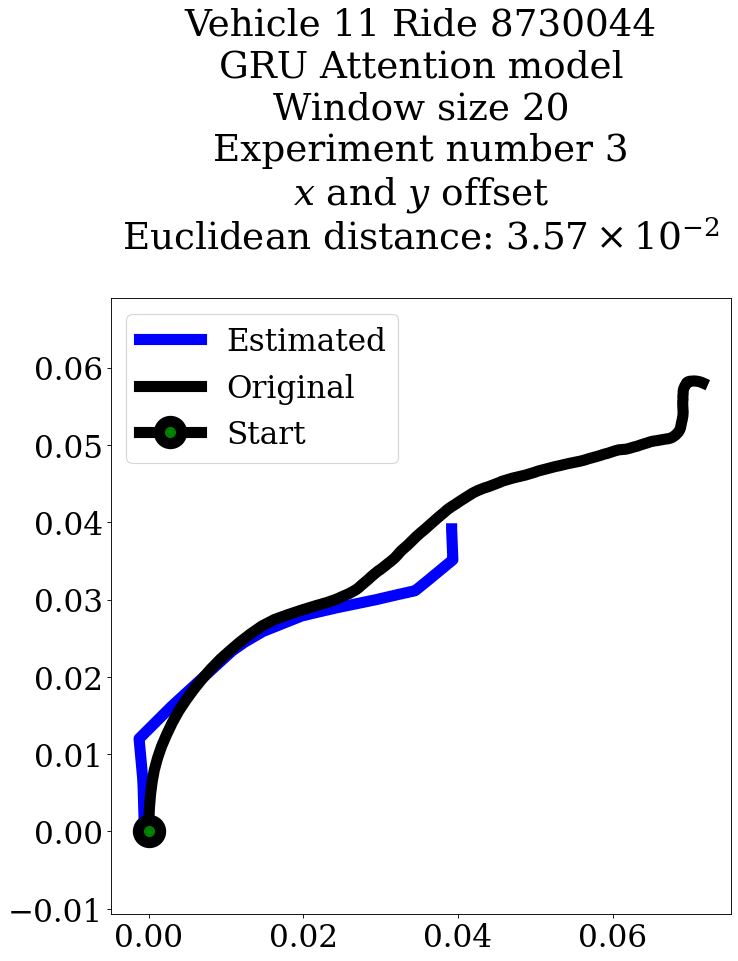 Vehicle 11 Ride 8730044
GRU Attention model
Window size 20
Experiment number 3
x and y offset
Euclidean distance: 3.57 × 10⁻²
Estimated
Original
Start
0.06
0.05
0.04
0.03
0.02
0.01
0.00
−0.01
0.00 0.02 0.04 0.06